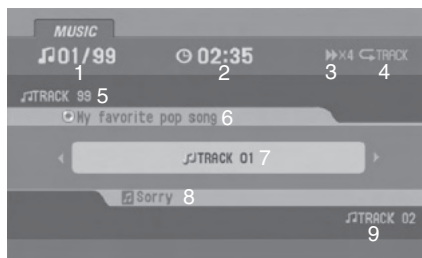 MUSIC
01/99 02:35 ×4 TRACK
1 2 3 4
TRACK 99 5
My favorite pop song 6
TRACK 01 7
Sorry 8
TRACK 02
9